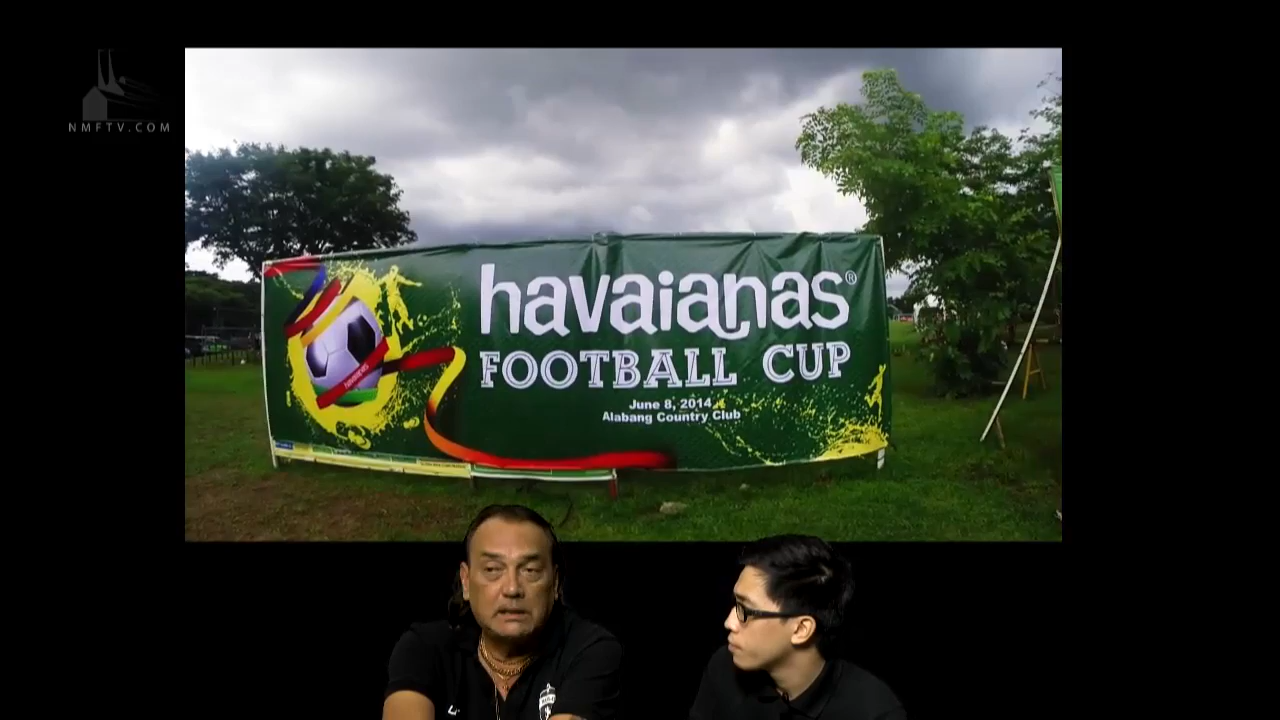 NMFTV.COM
havaianas®
FOOTBALL CUP
June 8, 2014
Alabang Country Club